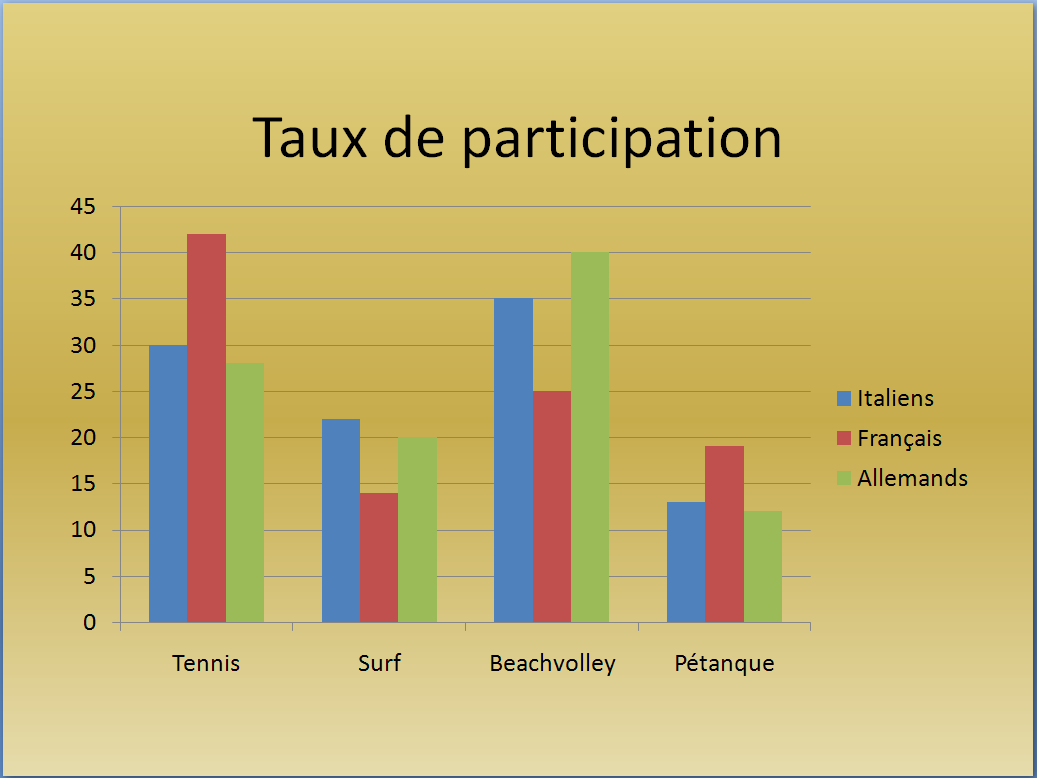 Taux de participation
45
40
35
30
25
20
15
10
5
0
Tennis Surf Beachvolley Pétanque
Italiens
Français
Allemands